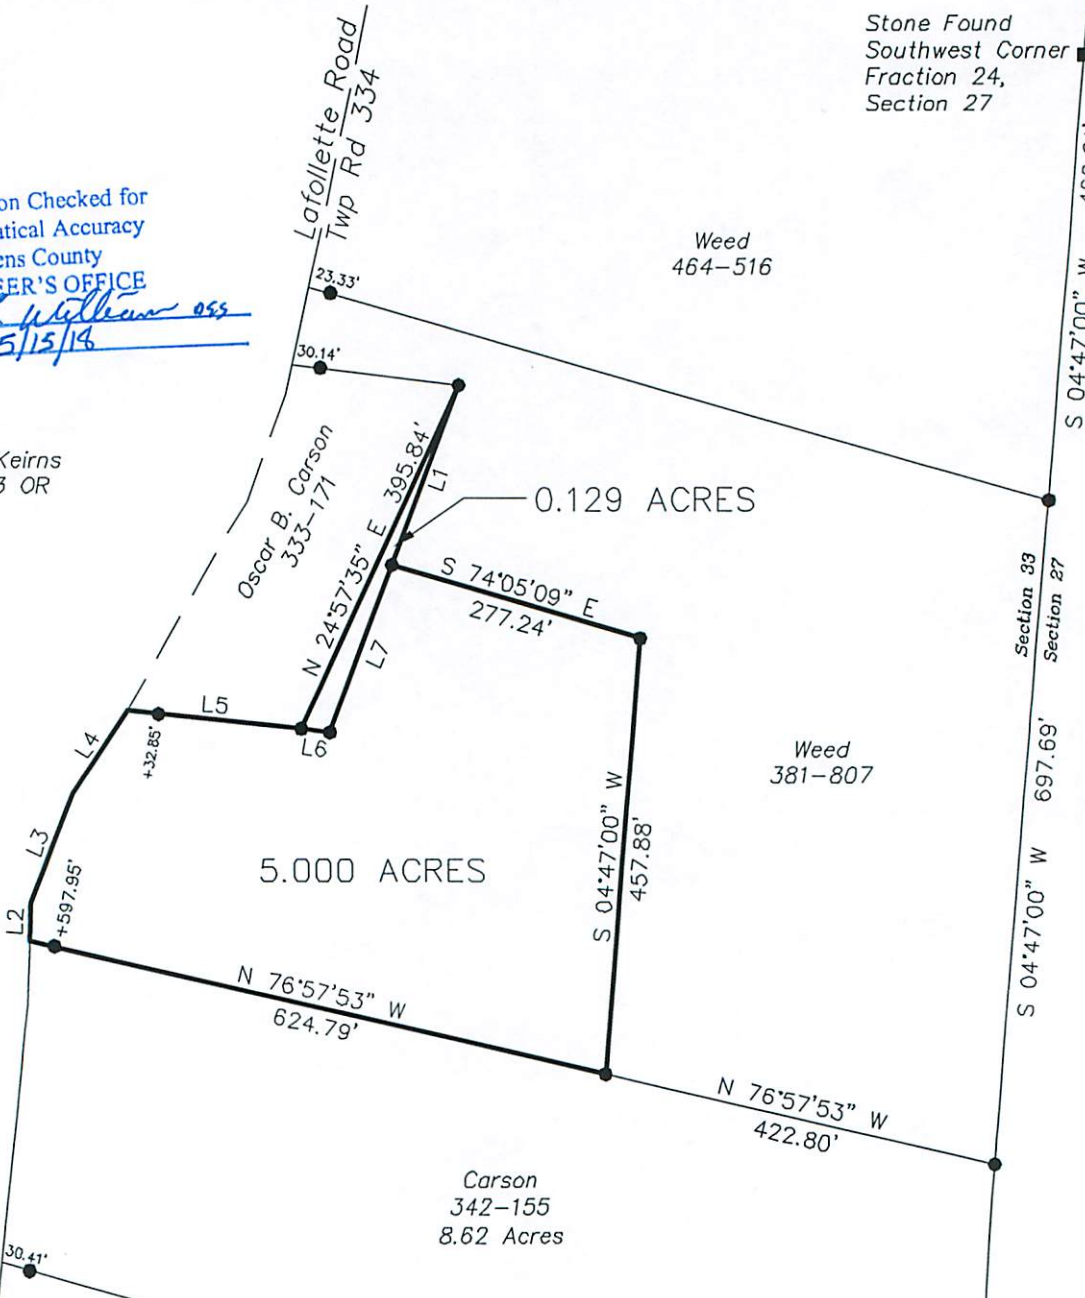 Stone Found
Southwest Corner
Fraction 24,
Section 27
Lafollette Road
Twp Rd 334
on Checked for
atical Accuracy
ens County
EER'S OFFICE
5/15/18
Weed
464-516
S 04°47'00" W
23.33'
30.14'
Keirns
3 OR
Oscar B. Carson
333-171
N 24°57'35" E 395.84'
L1
0.129 ACRES
S 74°05'09" E
277.24'
Section 33
Section 27
L7
L5
L6
+32.85'
L4
L3
L2
+597.95'
5.000 ACRES
S 04°47'00" W
457.88'
Weed
381-807
S 04°47'00" W 697.69'
N 76°57'53" W
624.79'
N 76°57'53" W
422.80'
Carson
342-155
8.62 Acres
30.41'